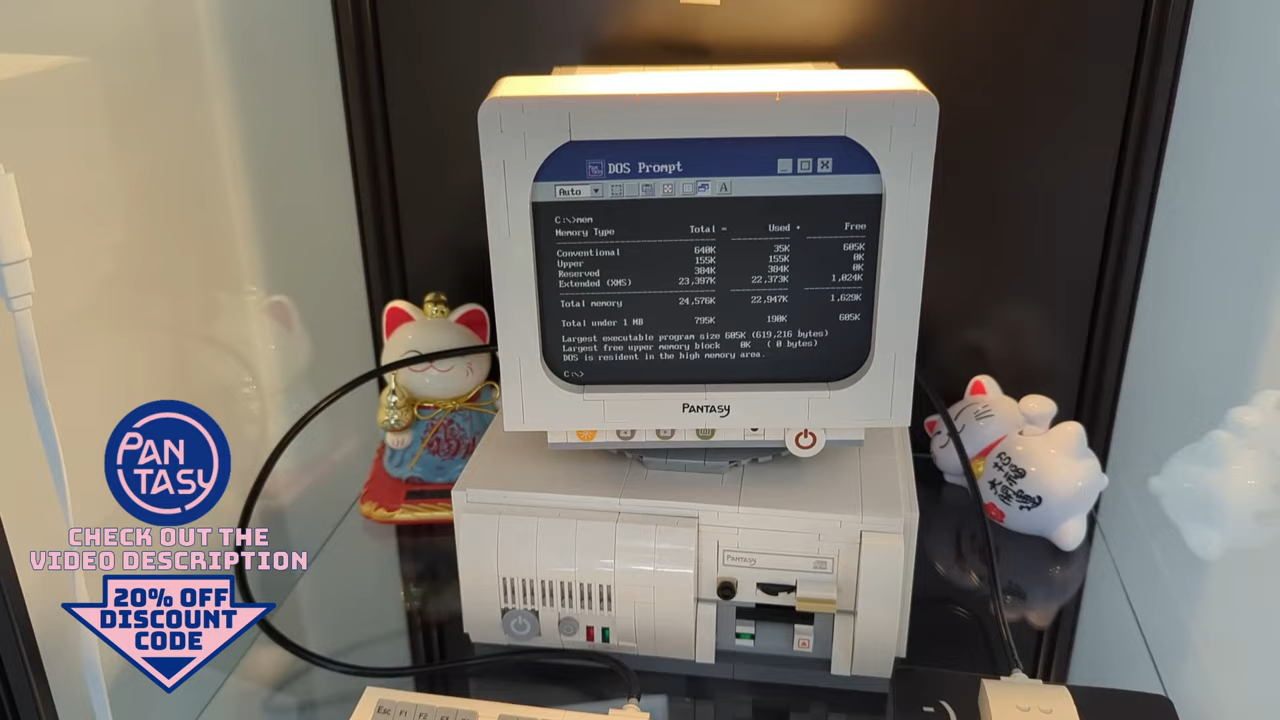 DOS Prompt
Auto A
C:\>mem
Memory Type Total = Used + Free
Conventional 640K 35K 605K
Upper 155K 155K 0K
Reserved 384K 384K 0K
Extended (XMS) 23,397K 22,373K 1,024K
Total memory 24,576K 22,947K 1,629K
Total under 1 MB 795K 190K 605K
Largest executable program size 605K (619,216 bytes)
Largest free upper memory block 0K ( 0 bytes)
DOS is resident in the high memory area.
C:\>
PANTASY
PANTASY
PAN
TASY
CHECK OUT THE
VIDEO DESCRIPTION
20% OFF
DISCOUNT
CODE
Esc F1 F2 F3